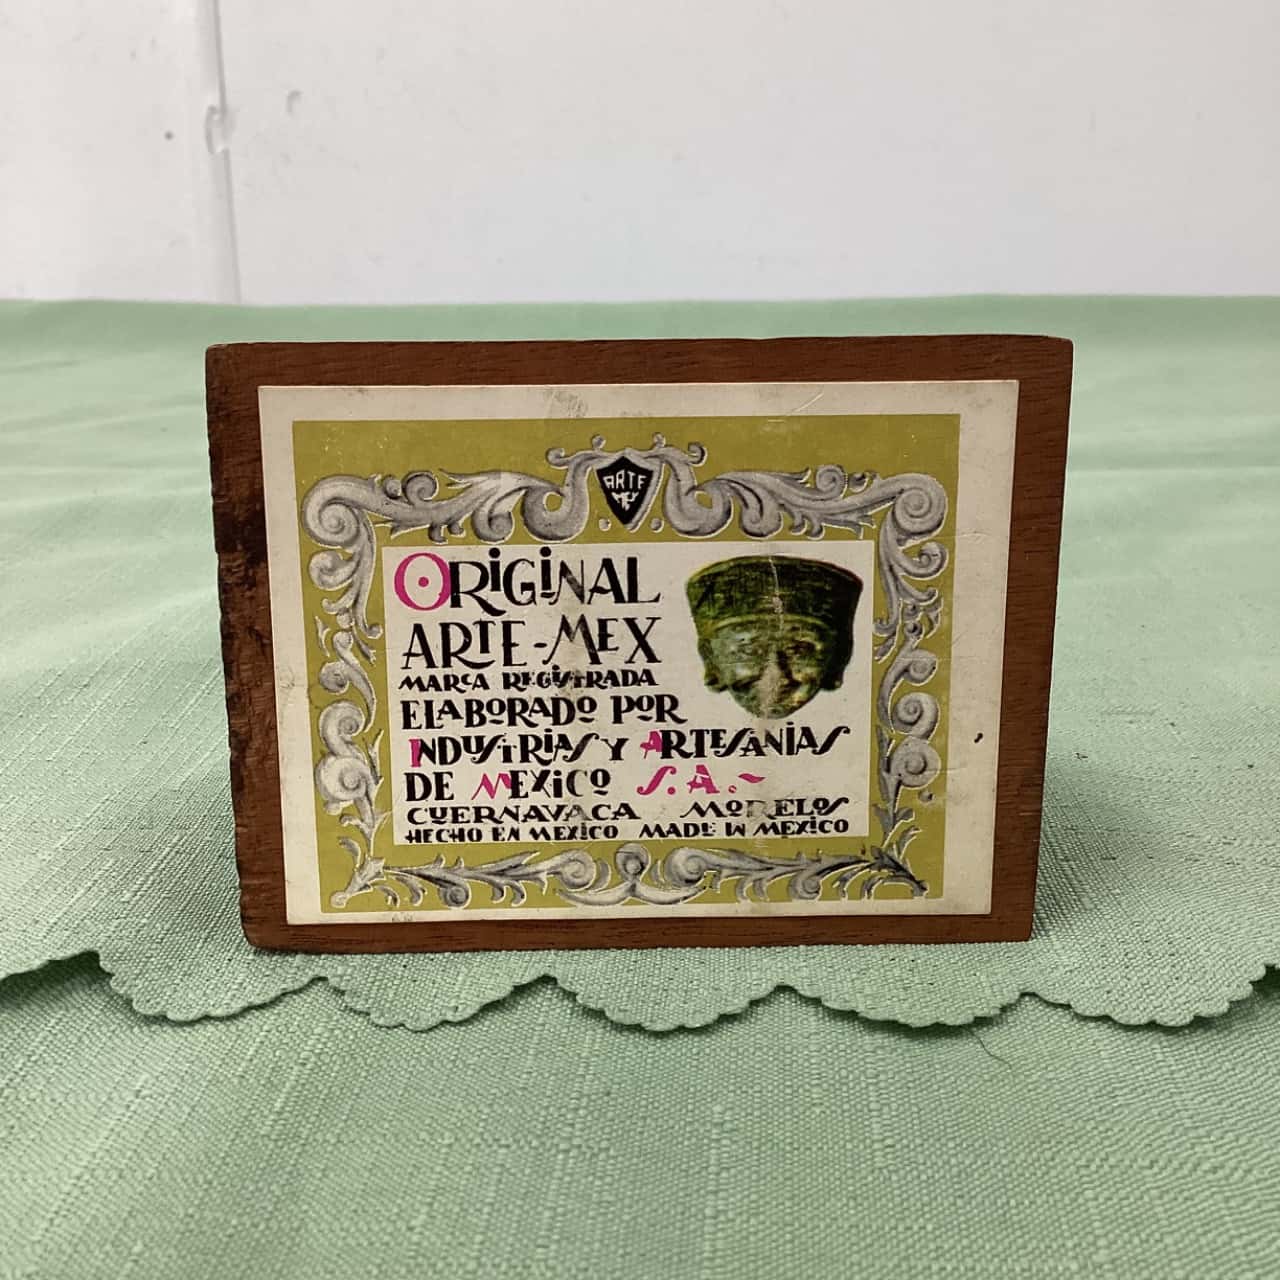 ARTE
MEX
ORIGINAL
ARTE-MEX
MARCA REGISTRADA
ELABORADO POR
INDUSTRIAS Y ARTESANIAS
DE MEXICO S.A.-
CUERNAVACA MORELOS
HECHO EN MEXICO MADE IN MEXICO